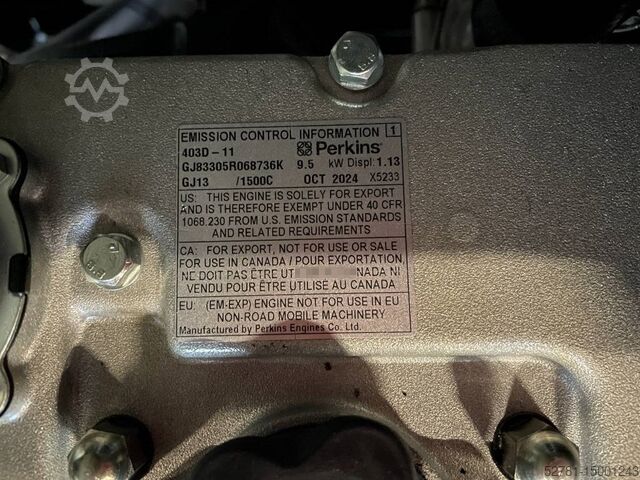 EMISSION CONTROL INFORMATION 1
403D-11 Perkins
GJ83305R068736K 9.5 kW Displ: 1.13
GJ13 /1500C OCT 2024 X5233
US: THIS ENGINE IS SOLELY FOR EXPORT
AND IS THEREFORE EXEMPT UNDER 40 CFR
1068.230 FROM U.S. EMISSION STANDARDS
AND RELATED REQUIREMENTS
CA: FOR EXPORT, NOT FOR USE OR SALE
FOR USE IN CANADA / POUR EXPORTATION,
NE DOIT PAS ÊTRE UT NADA NI
VENDU POUR ÊTRE UTILISÉ AU CANADA
EU: (EM-EXP) ENGINE NOT FOR USE IN EU
NON-ROAD MOBILE MACHINERY
Manufactured by Perkins Engines Co. Ltd.
52781-15001243